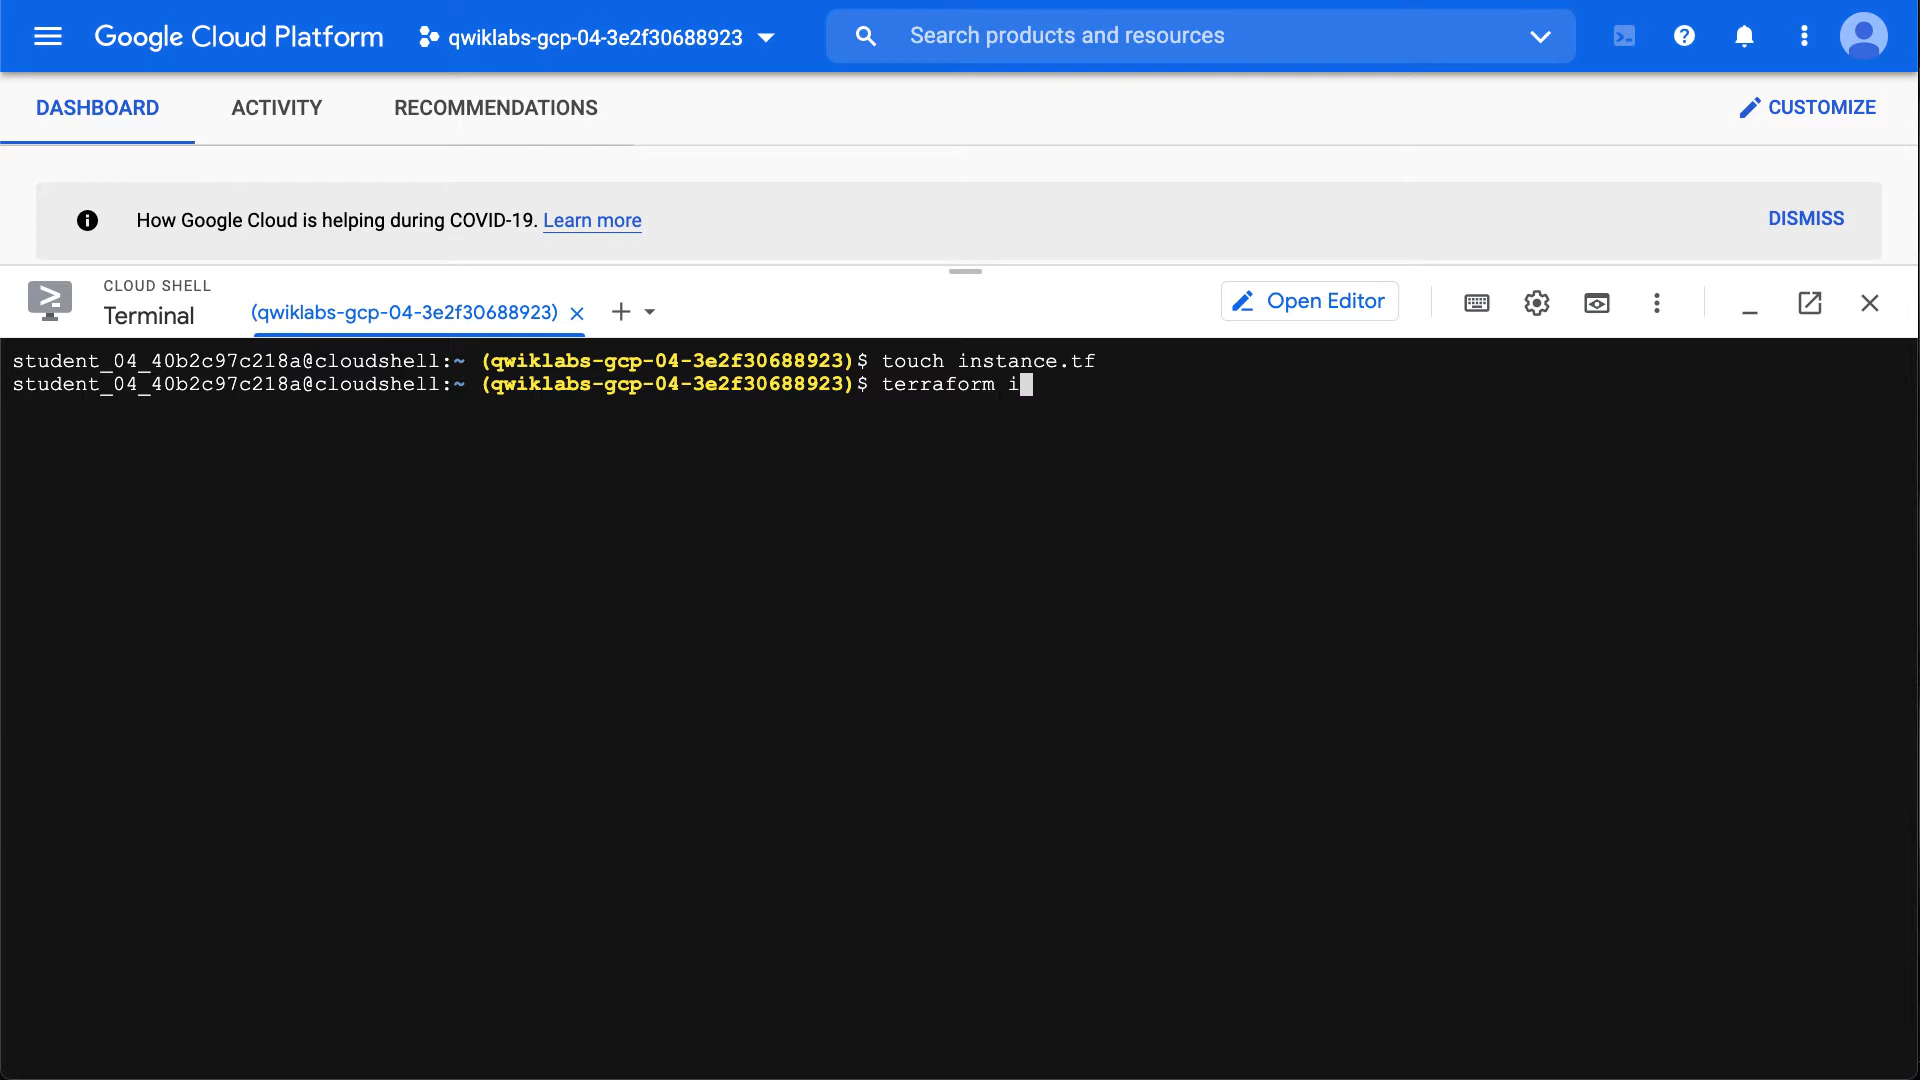 Google Cloud Platform
qwiklabs-gcp-04-3e2f30688923
Search products and resources
DASHBOARD
ACTIVITY
RECOMMENDATIONS
CUSTOMIZE
How Google Cloud is helping during COVID-19. Learn more
DISMISS
CLOUD SHELL
Terminal
(qwiklabs-gcp-04-3e2f30688923)
Open Editor
student_04_40b2c97c218a@cloudshell:~ (qwiklabs-gcp-04-3e2f30688923)$ touch instance.tf
student_04_40b2c97c218a@cloudshell:~ (qwiklabs-gcp-04-3e2f30688923)$ terraform i